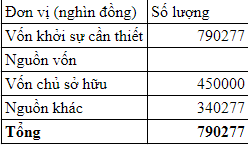 Đơn vị (nghìn đồng) Số lượng
Vốn khởi sự cần thiết 790277
Nguồn vốn
Vốn chủ sở hữu 450000
Nguồn khác 340277
Tổng 790277